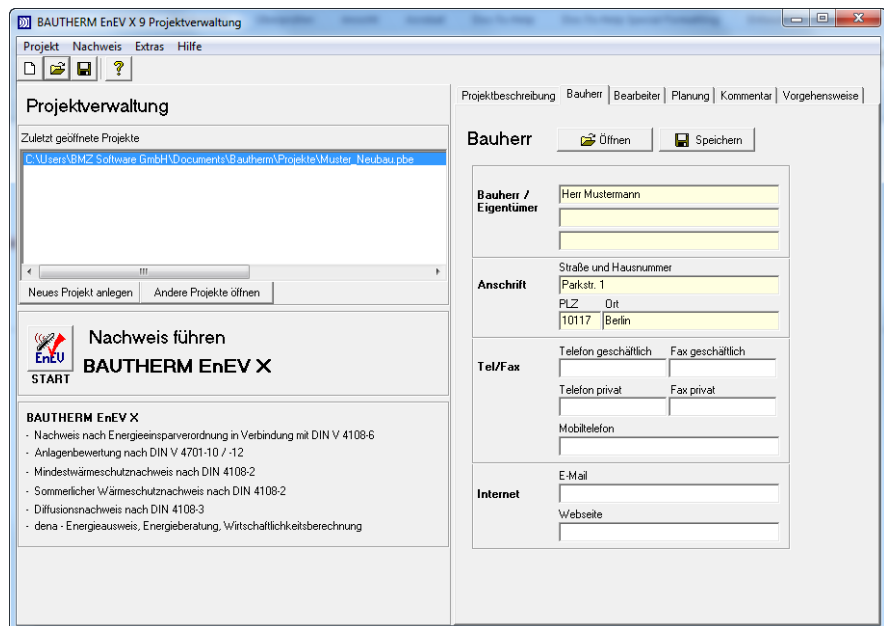 BAUTHERM EnEV X 9 Projektverwaltung
Projekt Nachweis Extras Hilfe
Projektverwaltung
Zuletzt geöffnete Projekte
C:\Users\BMZ Software GmbH\Documents\Bautherm\Projekte\Muster_Neubau.pbe
Neues Projekt anlegen Andere Projekte öffnen
EnEV
START
Nachweis führen
BAUTHERM EnEV X
BAUTHERM EnEV X
- Nachweis nach Energieeinsparverordnung in Verbindung mit DIN V 4108-6
- Anlagenbewertung nach DIN V 4701-10 / -12
- Mindestwärmeschutznachweis nach DIN 4108-2
- Sommerlicher Wärmeschutznachweis nach DIN 4108-2
- Diffusionsnachweis nach DIN 4108-3
- dena - Energieausweis, Energieberatung, Wirtschaftlichkeitsberechnung
Projektbeschreibung Bauherr Bearbeiter Planung Kommentar Vorgehensweise
Bauherr Öffnen Speichern
Bauherr / Eigentümer
Herr Mustermann
Straße und Hausnummer
Anschrift Parkstr. 1
PLZ Ort
10117 Berlin
Telefon geschäftlich Fax geschäftlich
Tel/Fax
Telefon privat Fax privat
Mobiltelefon
E-Mail
Internet
Webseite